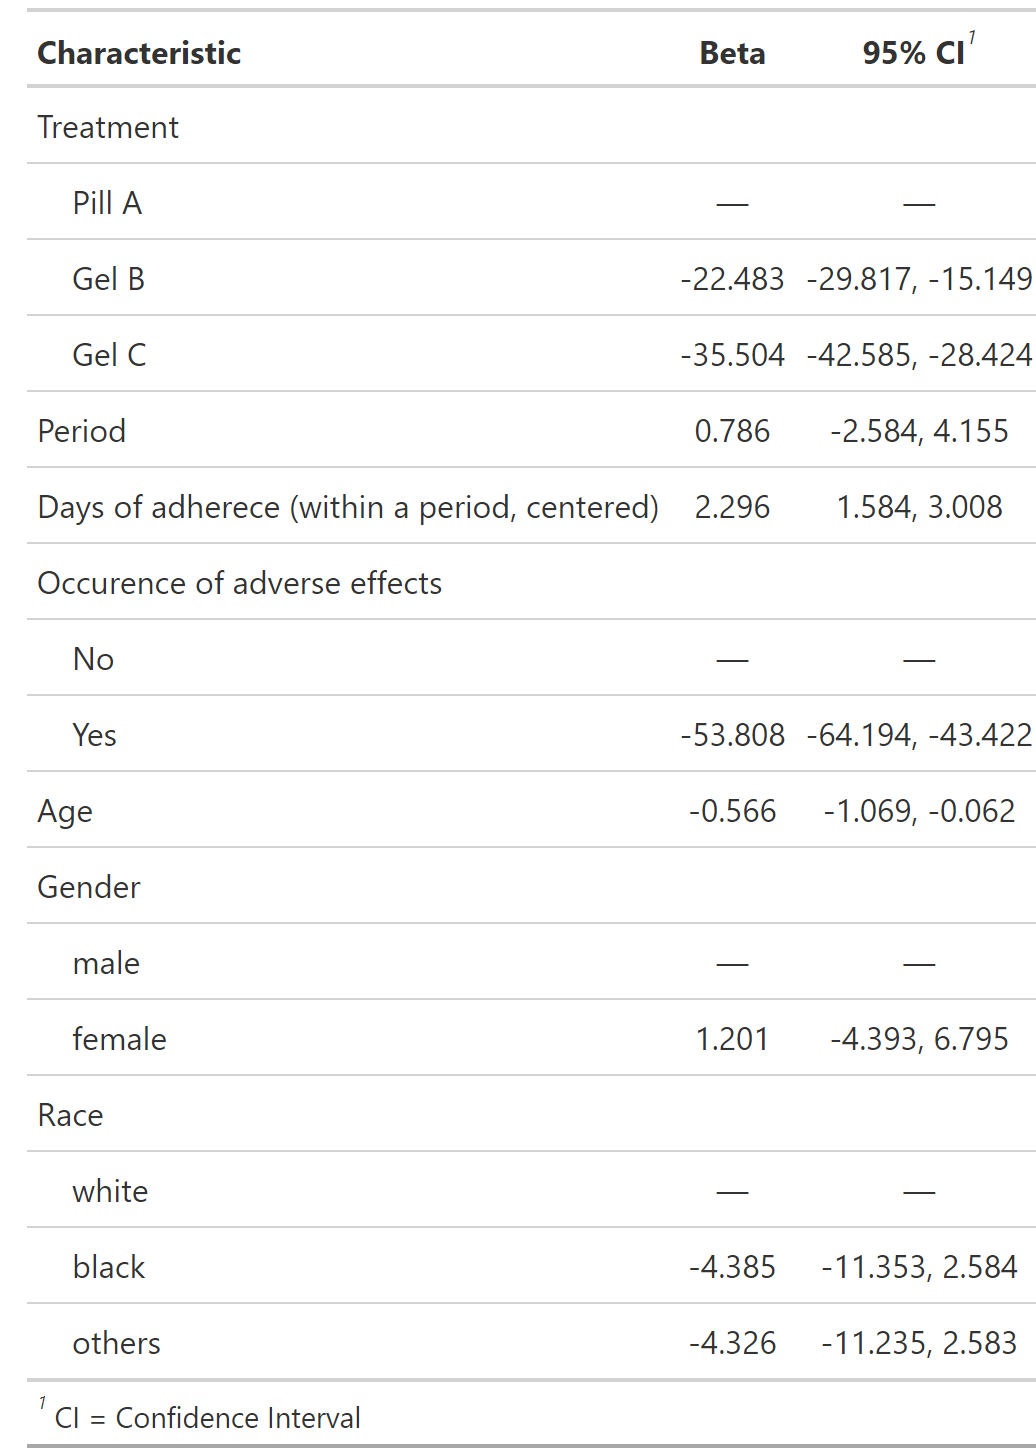 Characteristic Beta 95% CI1
Treatment
Pill A — —
Gel B -22.483 -29.817, -15.149
Gel C -35.504 -42.585, -28.424
Period 0.786 -2.584, 4.155
Days of adherece (within a period, centered) 2.296 1.584, 3.008
Occurence of adverse effects
No — —
Yes -53.808 -64.194, -43.422
Age -0.566 -1.069, -0.062
Gender
male — —
female 1.201 -4.393, 6.795
Race
white — —
black -4.385 -11.353, 2.584
others -4.326 -11.235, 2.583
1 CI = Confidence Interval